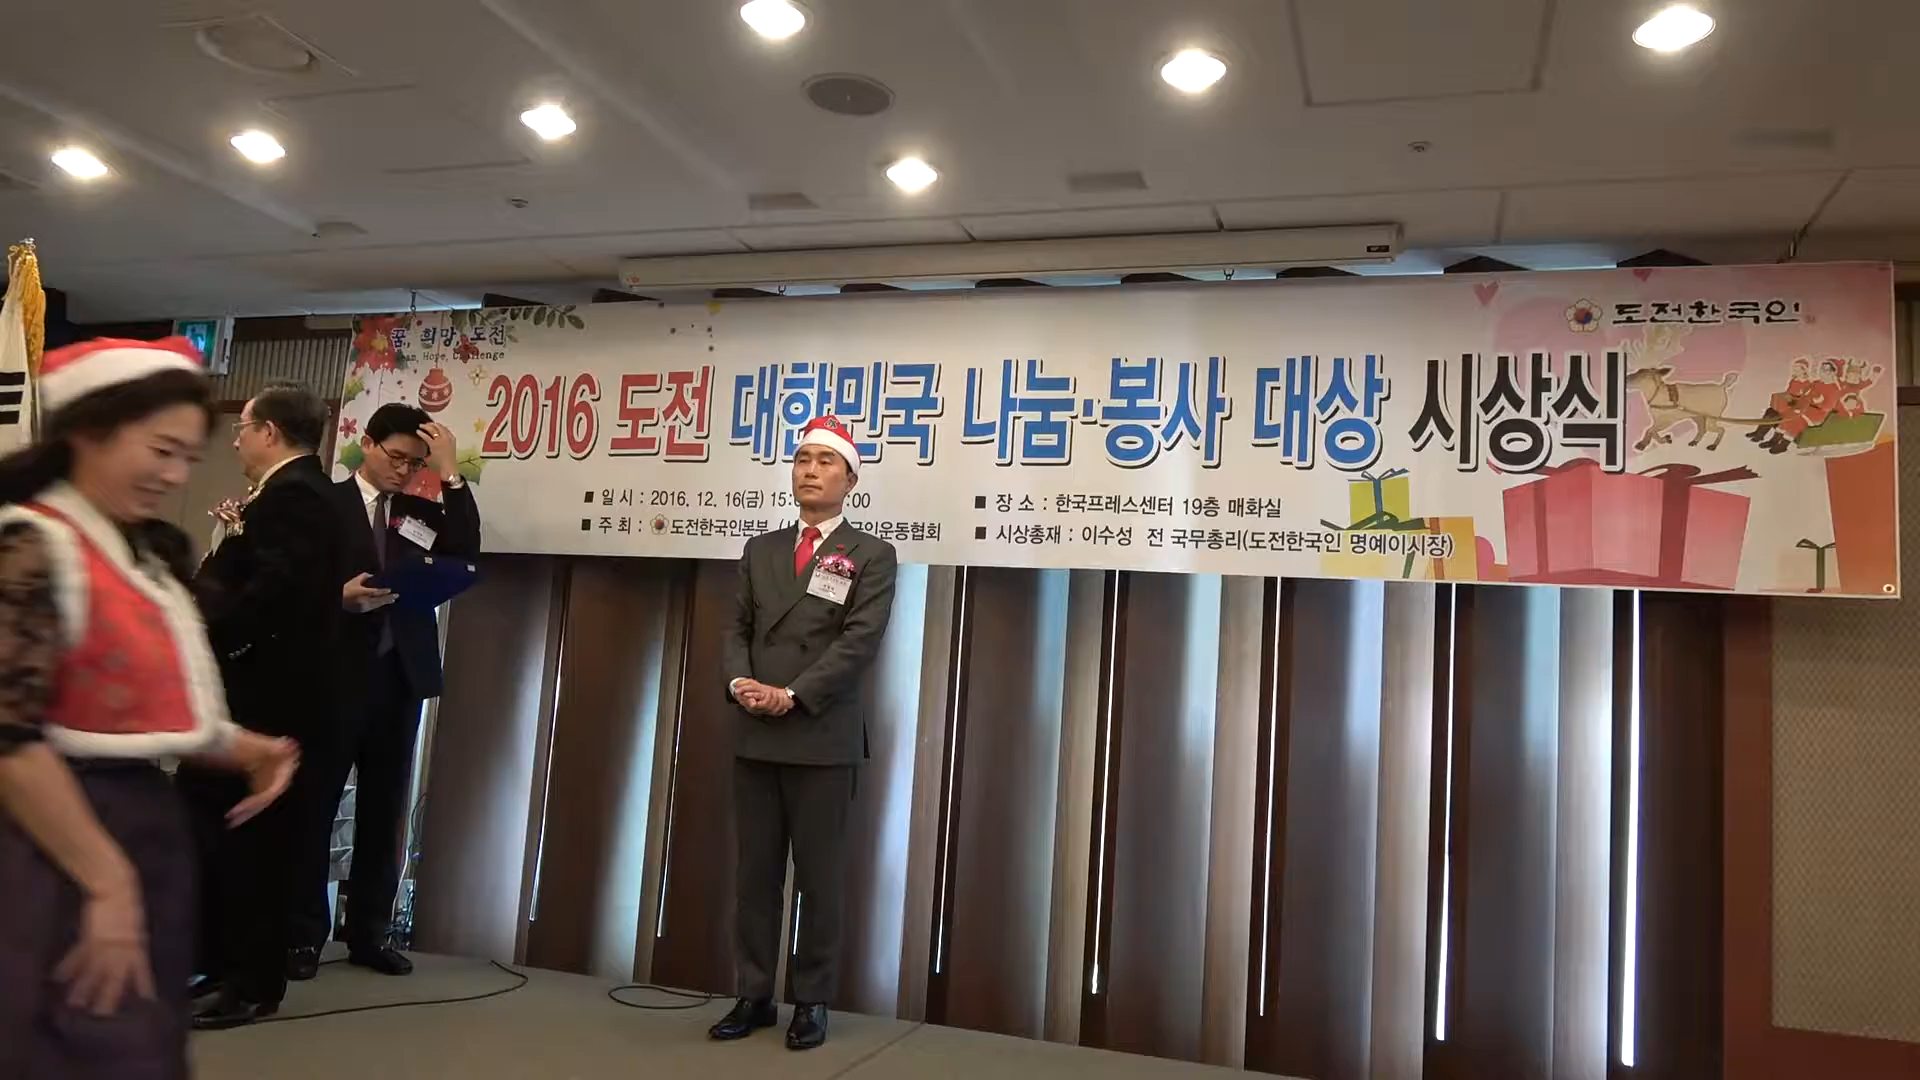 꿈, 희망, 도전
Hope, Challenge
도전한국인
2016 도전 대한민국 나눔·봉사 대상 시상식
■ 일 시 : 2016. 12. 16(금) 15:00
■ 장 소 : 한국프레스센터 19층 매화실
■ 주 최 : 도전한국인본부 국인운동협회
■ 시상총재 : 이수성 전 국무총리(도전한국인 명예이시장)